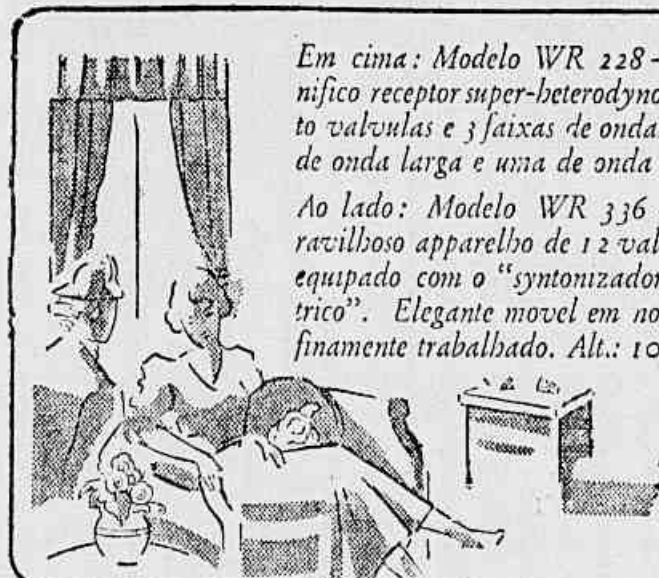 Em cima: Modelo WR 228 -
nifico receptor super-heterodyno
to valvulas e 3 faixas de onda
de onda larga e uma de onda
Ao lado: Modelo WR 336
ravilhoso apparelho de 12 val
equipado com o "syntonizador
trico". Elegante movel em no
finamente trabalhado. Alt.: 10